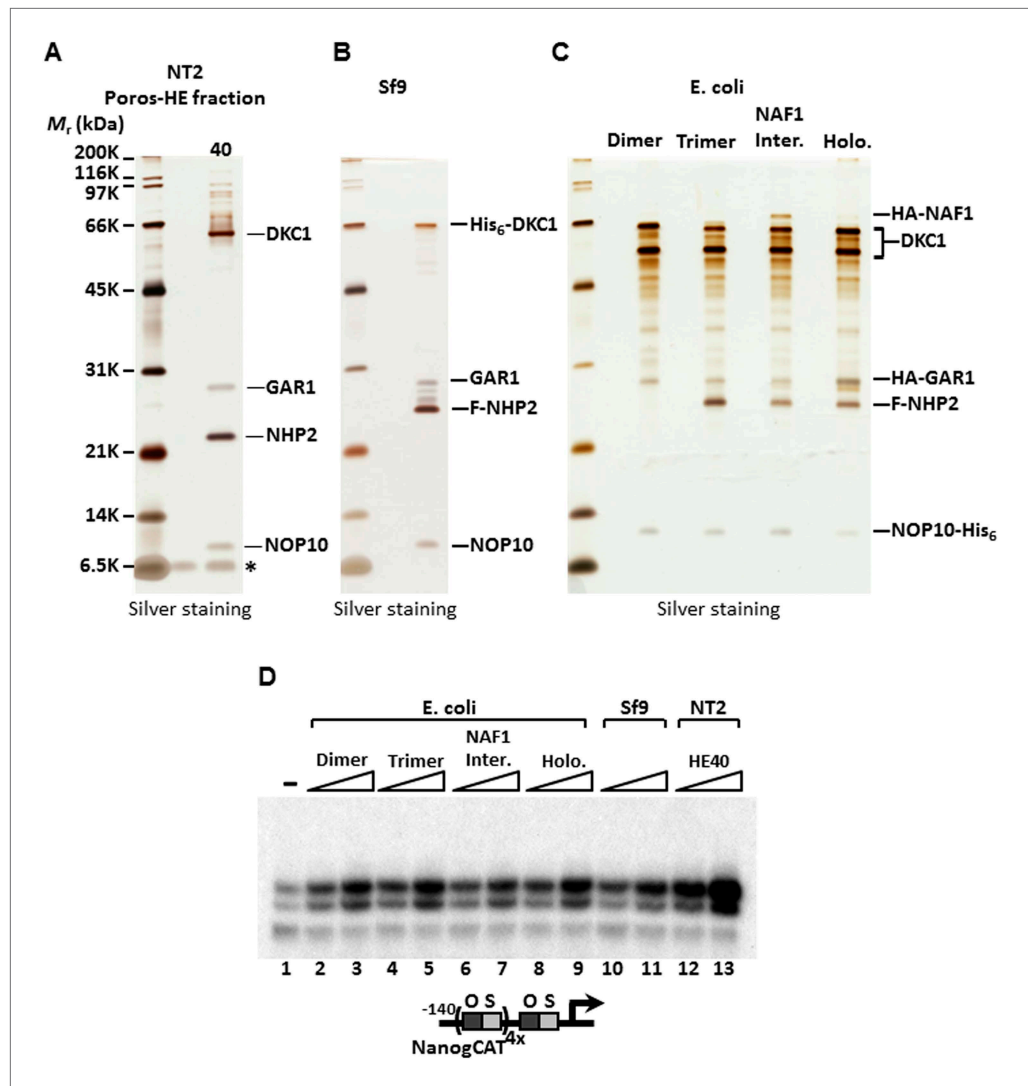 A
NT2
Poros-HE fraction
Mr (kDa)
40
200K
116K
97K
66K
45K
31K
21K
14K
6.5K
DKC1
GAR1
NHP2
NOP10
*
Silver staining
B
Sf9
His6-DKC1
GAR1
F-NHP2
NOP10
Silver staining
C
E. coli
Dimer Trimer NAF1 Inter. Holo.
HA-NAF1
DKC1
HA-GAR1
F-NHP2
NOP10-His6
Silver staining
D
E. coli Sf9 NT2
– Dimer Trimer NAF1 Inter. Holo. HE40
1 2 3 4 5 6 7 8 9 10 11 12 13
-140 ( O S )4x O S
NanogCAT